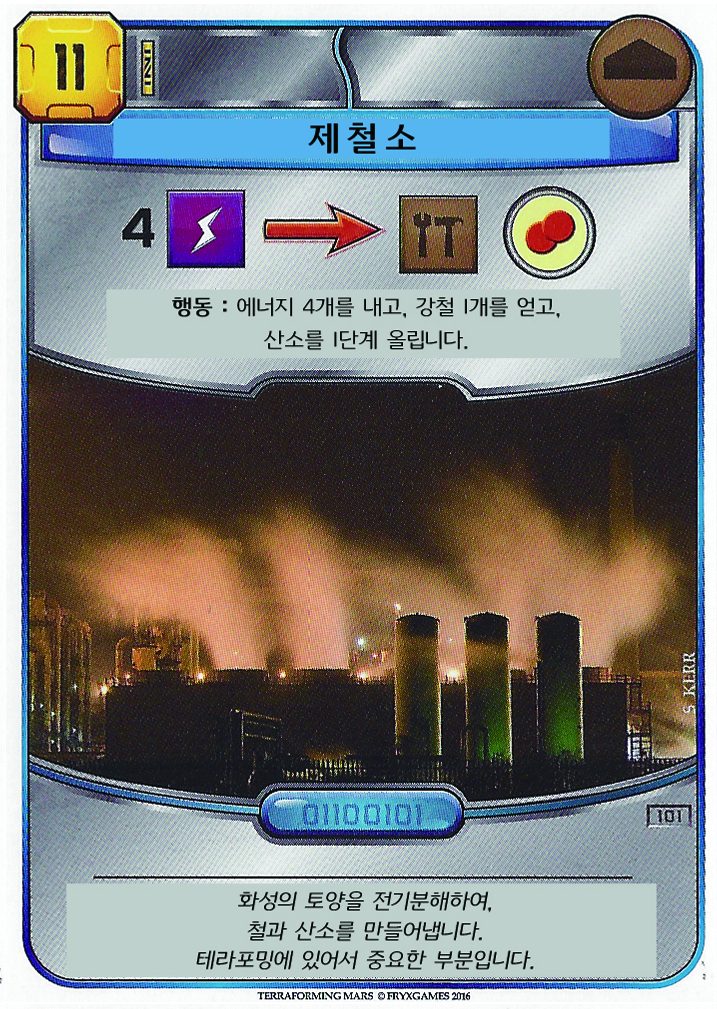 11
제철소
4
행동 : 에너지 4개를 내고, 강철 1개를 얻고,
산소를 1단계 올립니다.
S KERR
01100101
101
화성의 토양을 전기분해하여,
철과 산소를 만들어냅니다.
테라포밍에 있어서 중요한 부분입니다.
TERRAFORMING MARS © FRYXGAMES 2016